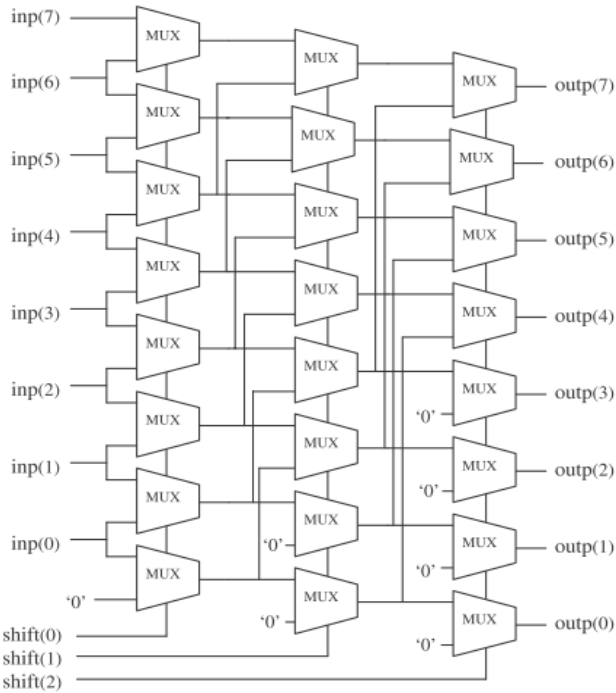 inp(7)
MUX
MUX
MUX
inp(6)
MUX
MUX
MUX
outp(7)
inp(5)
MUX
MUX
MUX
outp(6)
inp(4)
MUX
MUX
MUX
outp(5)
inp(3)
MUX
MUX
MUX
outp(4)
inp(2)
MUX
MUX
MUX
outp(3)
‘0’
inp(1)
MUX
MUX
MUX
outp(2)
‘0’
inp(0)
MUX
MUX
MUX
outp(1)
‘0’
‘0’
‘0’
‘0’
‘0’
outp(0)
shift(0)
shift(1)
shift(2)